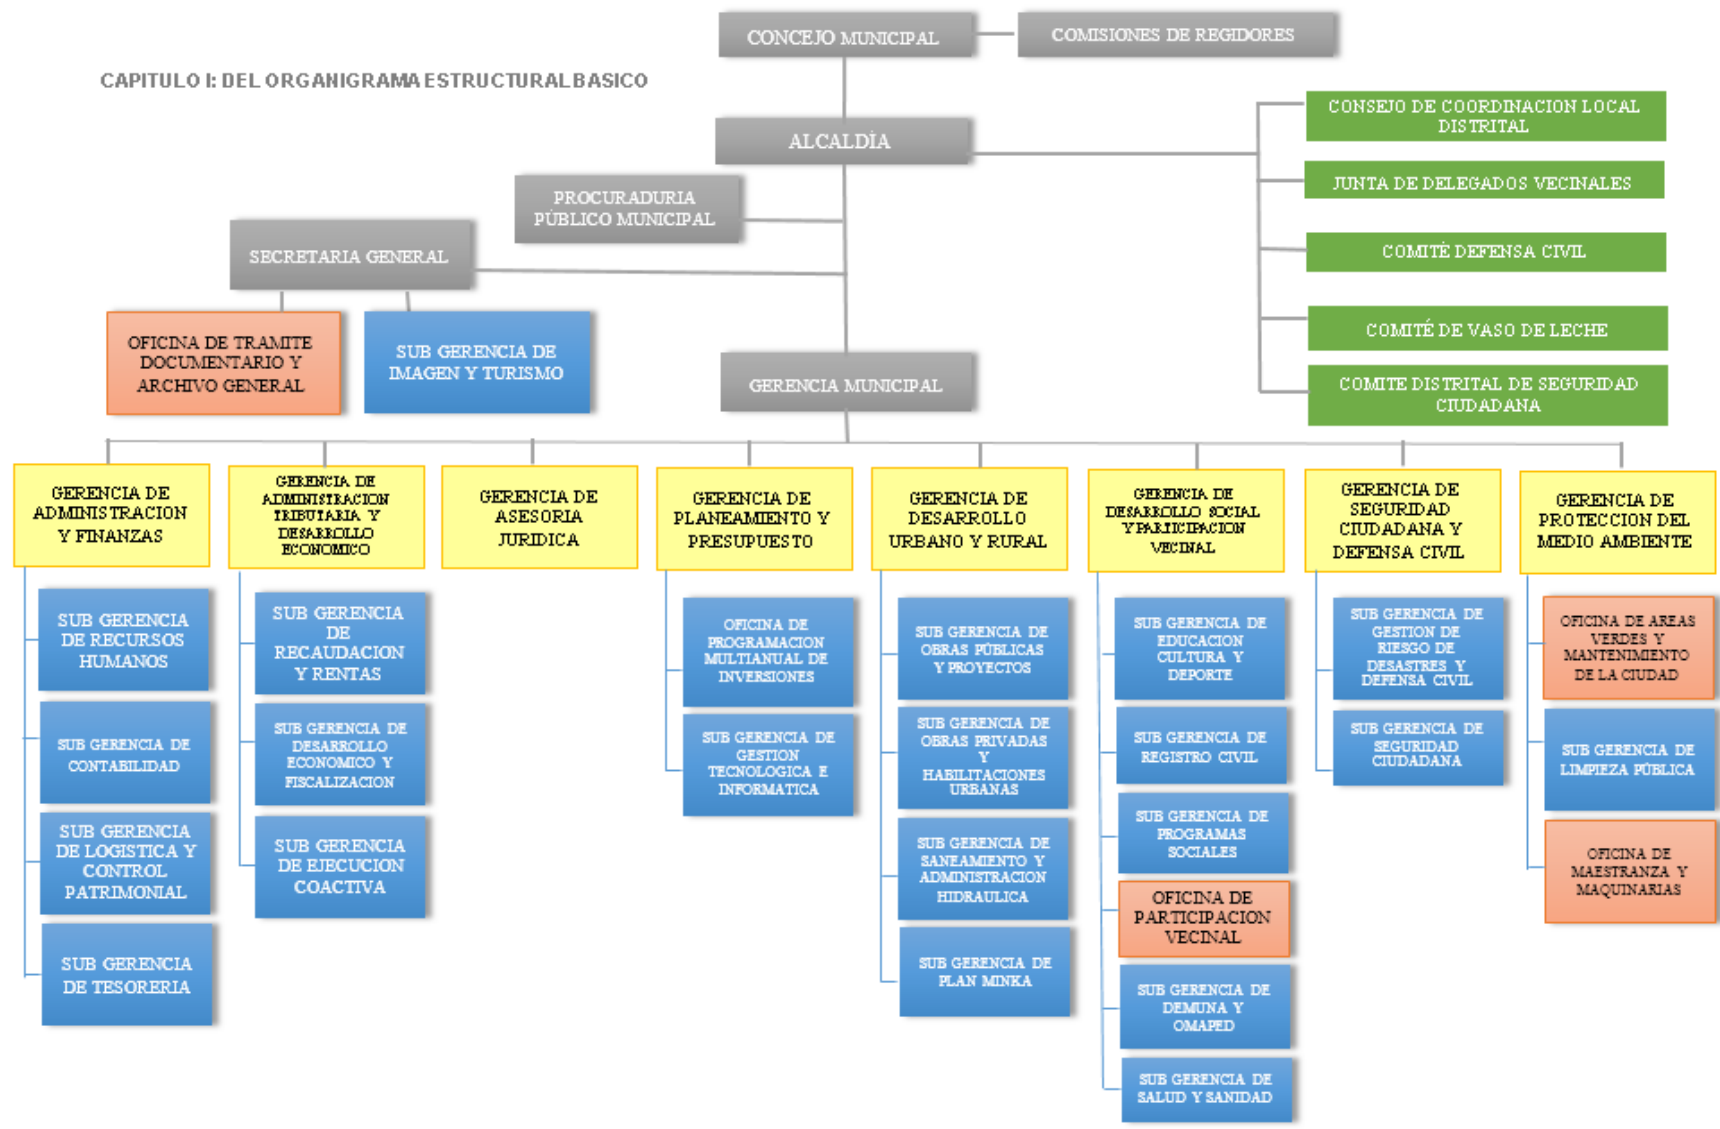 CONCEJO MUNICIPAL
COMISIONES DE REGIDORES
CAPITULO I: DEL ORGANIGRAMA ESTRUCTURAL BASICO
CONSEJO DE COORDINACION LOCAL
DISTRITAL
ALCALDÍA
JUNTA DE DELEGADOS VECINALES
PROCURADURIA
PÚBLICO MUNICIPAL
SECRETARIA GENERAL
COMITÉ DEFENSA CIVIL
OFICINA DE TRAMITE
DOCUMENTARIO Y
ARCHIVO GENERAL
SUB GERENCIA DE
IMAGEN Y TURISMO
COMITÉ DE VASO DE LECHE
GERENCIA MUNICIPAL
COMITE DISTRITAL DE SEGURIDAD
CIUDADANA
GERENCIA DE
ADMINISTRACION
Y FINANZAS
GERENCIA DE
ADMINISTRACION
TRIBUTARIA Y
DESARROLLO
ECONOMICO
GERENCIA DE
ASESORIA
JURIDICA
GERENCIA DE
PLANEAMIENTO Y
PRESUPUESTO
GERENCIA DE
DESARROLLO
URBANO Y RURAL
GERENCIA DE
DESARROLLO SOCIAL
Y PARTICIPACION
VECINAL
GERENCIA DE
SEGURIDAD
CIUDADANA Y
DEFENSA CIVIL
GERENCIA DE
PROTECCION DEL
MEDIO AMBIENTE
SUB GERENCIA
DE RECURSOS
HUMANOS
SUB GERENCIA DE
CONTABILIDAD
SUB GERENCIA
DE LOGISTICA Y
CONTROL
PATRIMONIAL
SUB GERENCIA
DE TESORERIA
SUB GERENCIA
DE
RECAUDACION
Y RENTAS
SUB GERENCIA DE
DESARROLLO
ECONOMICO Y
FISCALIZACION
SUB GERENCIA
DE EJECUCION
COACTIVA
OFICINA DE
PROGRAMACION
MULTIANUAL DE
INVERSIONES
SUB GERENCIA DE
GESTION
TECNOLOGICA E
INFORMATICA
SUB GERENCIA DE
OBRAS PÚBLICAS
Y PROYECTOS
SUB GERENCIA DE
OBRAS PRIVADAS
Y
HABILITACIONES
URBANAS
SUB GERENCIA DE
SANEAMIENTO Y
ADMINISTRACION
HIDRAULICA
SUB GERENCIA DE
PLAN MINKA
SUB GERENCIA DE
EDUCACION
CULTURA Y
DEPORTE
SUB GERENCIA DE
REGISTRO CIVIL
SUB GERENCIA DE
PROGRAMAS
SOCIALES
OFICINA DE
PARTICIPACION
VECINAL
SUB GERENCIA DE
DEMUNA Y
OMAPED
SUB GERENCIA DE
SALUD Y SANIDAD
SUB GERENCIA DE
GESTION DE
RIESGO DE
DESASTRES Y
DEFENSA CIVIL
SUB GERENCIA DE
SEGURIDAD
CIUDADANA
OFICINA DE AREAS
VERDES Y
MANTENIMIENTO
DE LA CIUDAD
SUB GERENCIA DE
LIMPIEZA PÚBLICA
OFICINA DE
MAESTRANZA Y
MAQUINARIAS